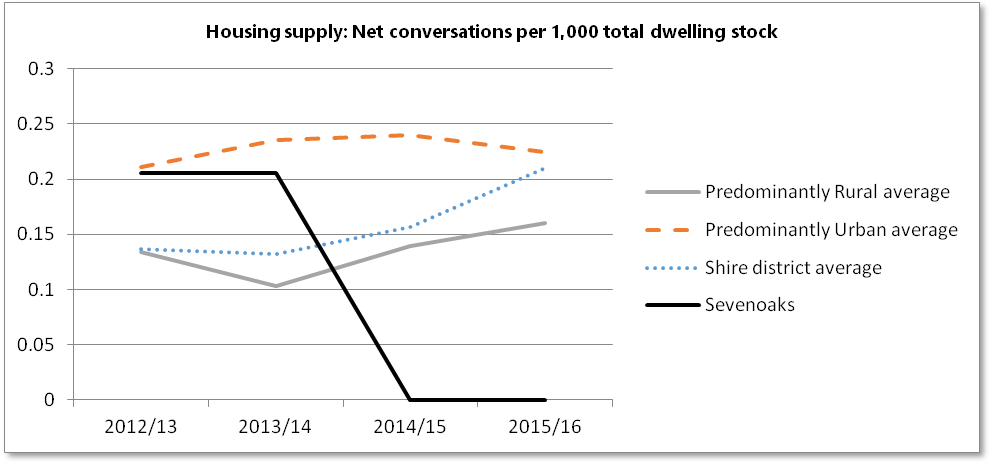 Housing supply: Net conversations per 1,000 total dwelling stock
0.3
0.25
0.2
0.15
0.1
0.05
0
2012/13 2013/14 2014/15 2015/16
Predominantly Rural average
Predominantly Urban average
Shire district average
Sevenoaks